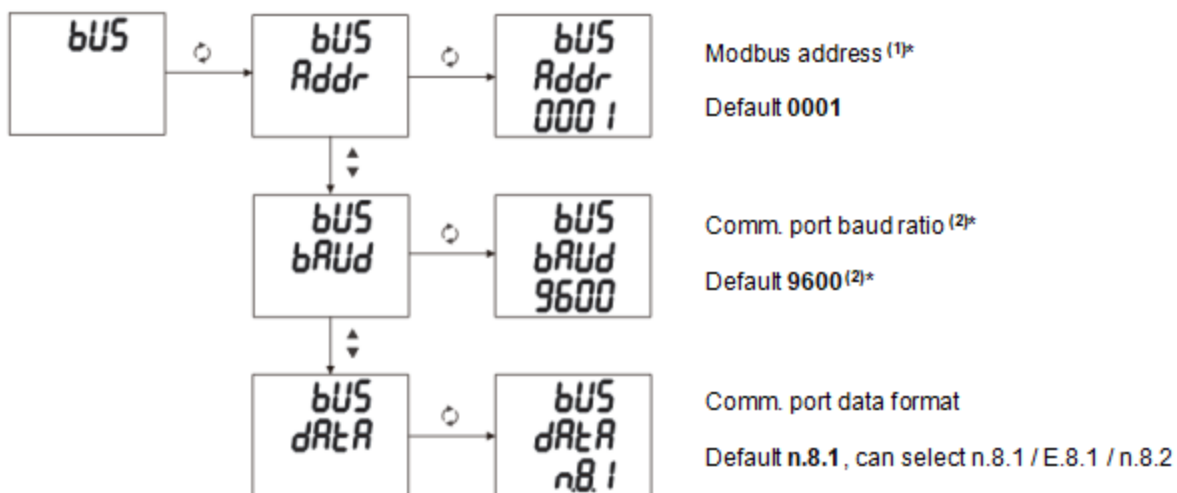 bUS
bUS
Addr
bUS
Addr
0001
Modbus address (1)*
Default 0001
bUS
bAUd
bUS
bAUd
9600
Comm. port baud ratio (2)*
Default 9600(2)*
bUS
dAtA
bUS
dAtA
n.8.1
Comm. port data format
Default n.8.1, can select n.8.1 / E.8.1 / n.8.2